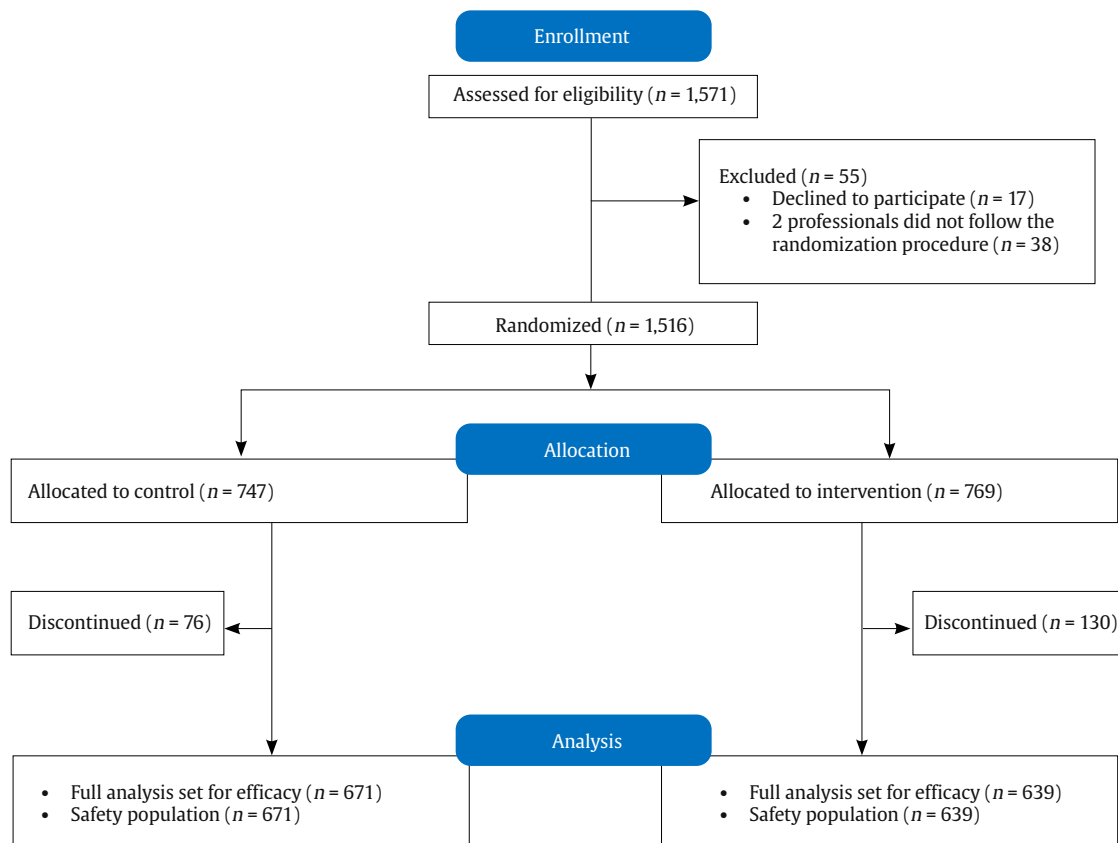 Enrollment
Assessed for eligibility (n = 1,571)
Excluded (n = 55)
• Declined to participate (n = 17)
• 2 professionals did not follow the
randomization procedure (n = 38)
Randomized (n = 1,516)
Allocation
Allocated to control (n = 747)
Allocated to intervention (n = 769)
Discontinued (n = 76)
Discontinued (n = 130)
Analysis
• Full analysis set for efficacy (n = 671)
• Safety population (n = 671)
• Full analysis set for efficacy (n = 639)
• Safety population (n = 639)